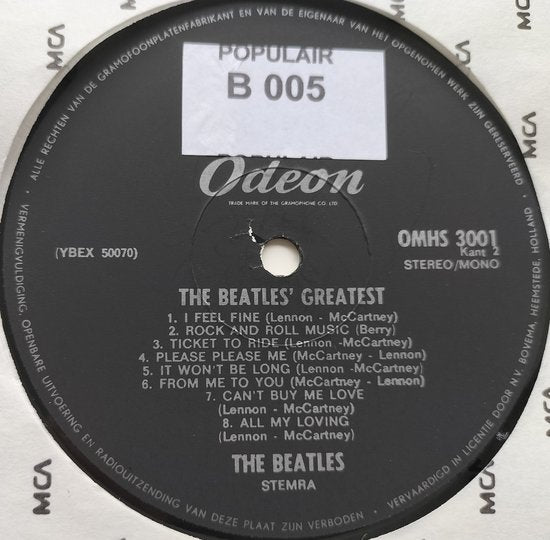 POPULAIR
B 005
Odeon
TRADE MARK OF THE GRAMOPHONE CO. LTD.
OMHS 3001
Kant 2
(YBEX 50070)
STEREO/MONO
THE BEATLES' GREATEST
1. I FEEL FINE (Lennon - McCartney)
2. ROCK AND ROLL MUSIC (Berry)
3. TICKET TO RIDE (Lennon -McCartney)
4. PLEASE PLEASE ME (McCartney - Lennon)
5. IT WON'T BE LONG (Lennon -McCartney)
6. FROM ME TO YOU (McCartney - Lennon)
7. CAN'T BUY ME LOVE
(Lennon - McCartney)
8. ALL MY LOVING
(Lennon - McCartney)
THE BEATLES
STEMRA
ALLE RECHTEN VAN DE GRAMOFOONPLATENFABRIKANT EN VAN DE EIGENAAR VAN HET OPGENOMEN WERK ZIJN GERESERVEERD
VERMENIGVULDIGING, OPENBARE UITVOERING EN RADIOUITZENDING VAN DEZE PLAAT ZIJN VERBODEN
VERVAARDIGD IN LICENTIE DOOR N.V. BOVEMA, HEEMSTEDE, HOLLAND
MCA
MCA
MCA
MCA
MCA
MCA
MCA